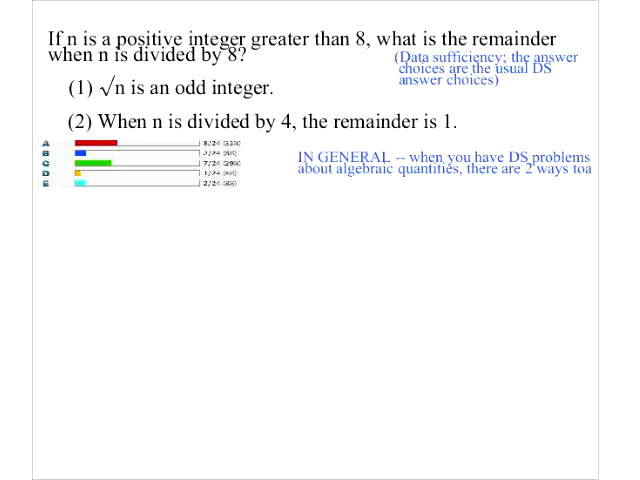 If n is a positive integer greater than 8, what is the remainder
when n is divided by 8?
(Data sufficiency; the answer
choices are the usual DS
answer choices)
(1) √n is an odd integer.
(2) When n is divided by 4, the remainder is 1.
A 8/24 (33%)
B 2/24 (8%)
C 7/24 (29%)
D 1/24 (4%)
E 2/24 (8%)
IN GENERAL -- when you have DS problems
about algebraic quantities, there are 2 ways toa